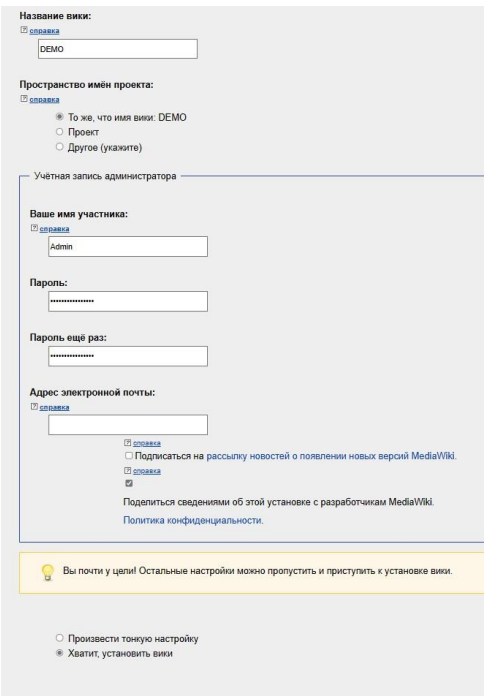 Название вики:
справка
DEMO
Пространство имён проекта:
справка
То же, что имя вики: DEMO
Проект
Другое (укажите)
Учётная запись администратора
Ваше имя участника:
справка
Admin
Пароль:
••••••••••••••••
Пароль ещё раз:
••••••••••••••••
Адрес электронной почты:
справка
справка
Подписаться на рассылку новостей о появлении новых версий MediaWiki.
справка
Поделиться сведениями об этой установке с разработчикам MediaWiki.
Политика конфиденциальности.
Вы почти у цели! Остальные настройки можно пропустить и приступить к установке вики.
Произвести тонкую настройку
Хватит, установить вики